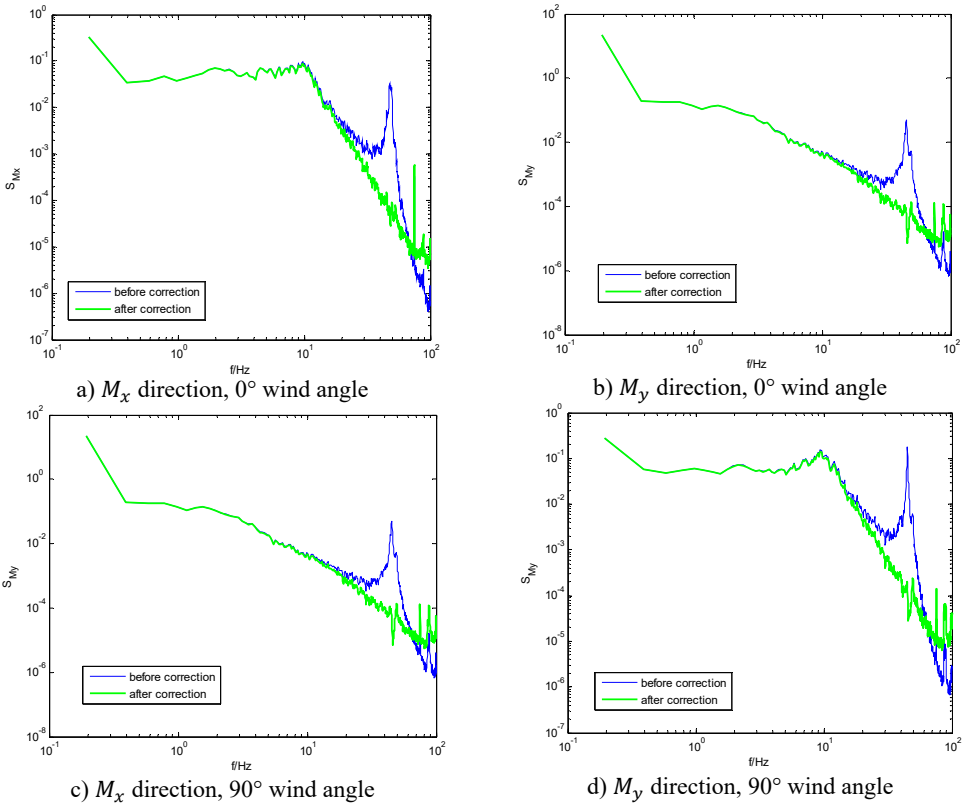 10^0
10^-1
10^-2
10^-3
10^-4
10^-5
10^-6
10^-7
S_Mx
before correction
after correction
10^-1 10^0 10^1 10^2
f/Hz
a) M_x direction, 0° wind angle
10^2
10^0
10^-2
10^-4
10^-6
10^-8
S_My
before correction
after correction
10^-1 10^0 10^1 10^2
f/Hz
b) M_y direction, 0° wind angle
10^2
10^0
10^-2
10^-4
10^-6
10^-8
S_My
before correction
after correction
10^-1 10^0 10^1 10^2
f/Hz
c) M_x direction, 90° wind angle
10^0
10^-1
10^-2
10^-3
10^-4
10^-5
10^-6
10^-7
S_My
before correction
after correction
10^-1 10^0 10^1 10^2
f/Hz
d) M_y direction, 90° wind angle